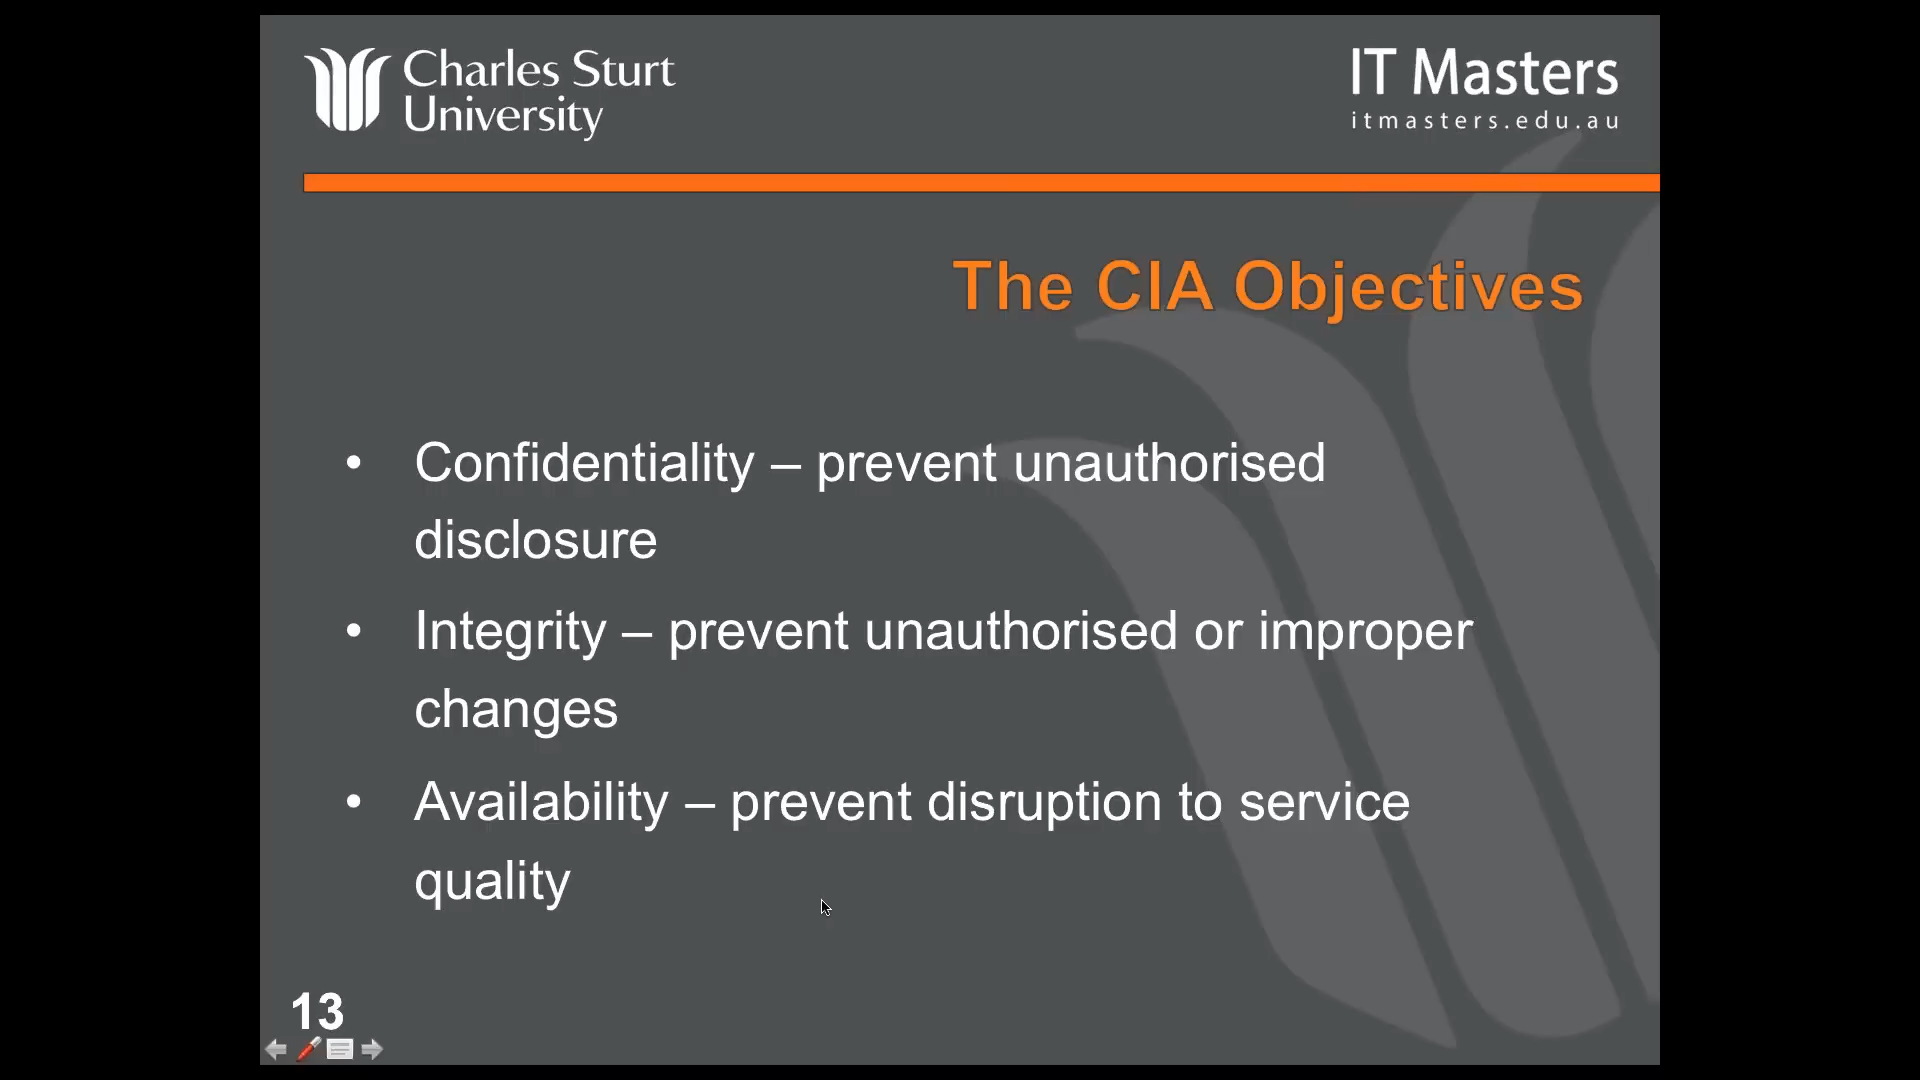 Charles Sturt
University
IT Masters
itmasters.edu.au
The CIA Objectives
• Confidentiality – prevent unauthorised
disclosure
• Integrity – prevent unauthorised or improper
changes
• Availability – prevent disruption to service
quality
13